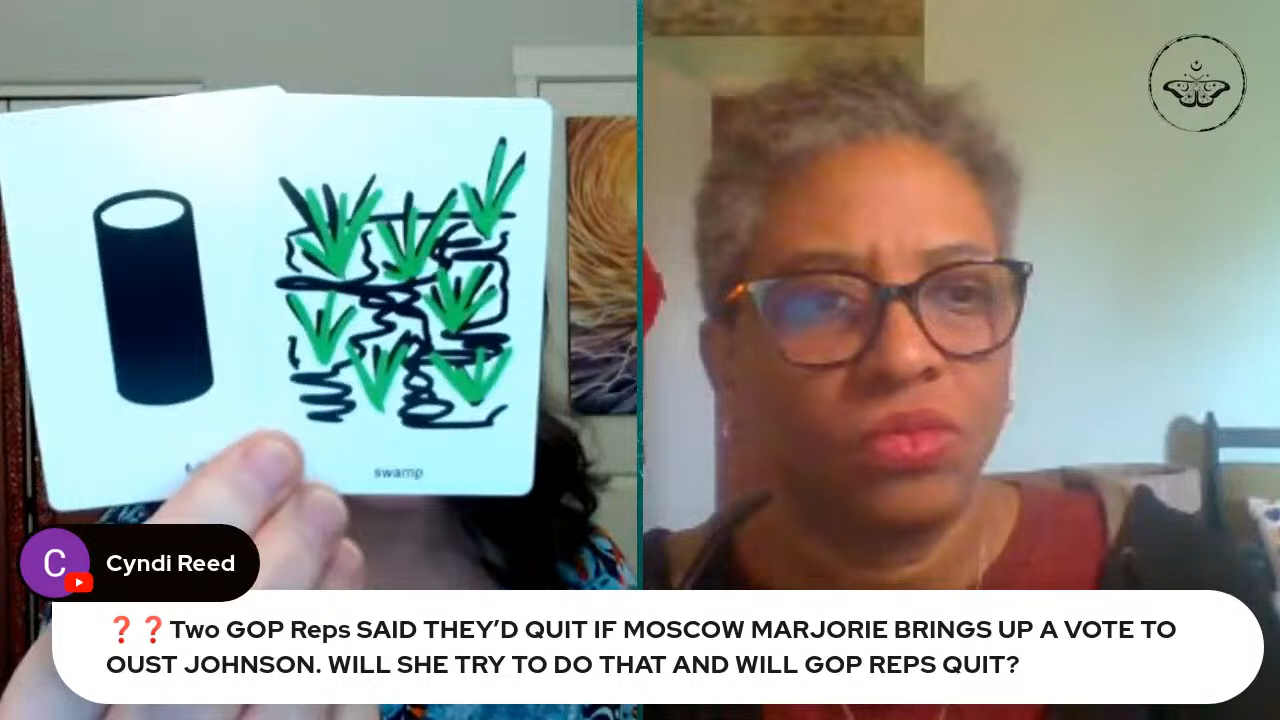 swamp
C
Cyndi Reed
❓❓Two GOP Reps SAID THEY’D QUIT IF MOSCOW MARJORIE BRINGS UP A VOTE TO
OUST JOHNSON. WILL SHE TRY TO DO THAT AND WILL GOP REPS QUIT?